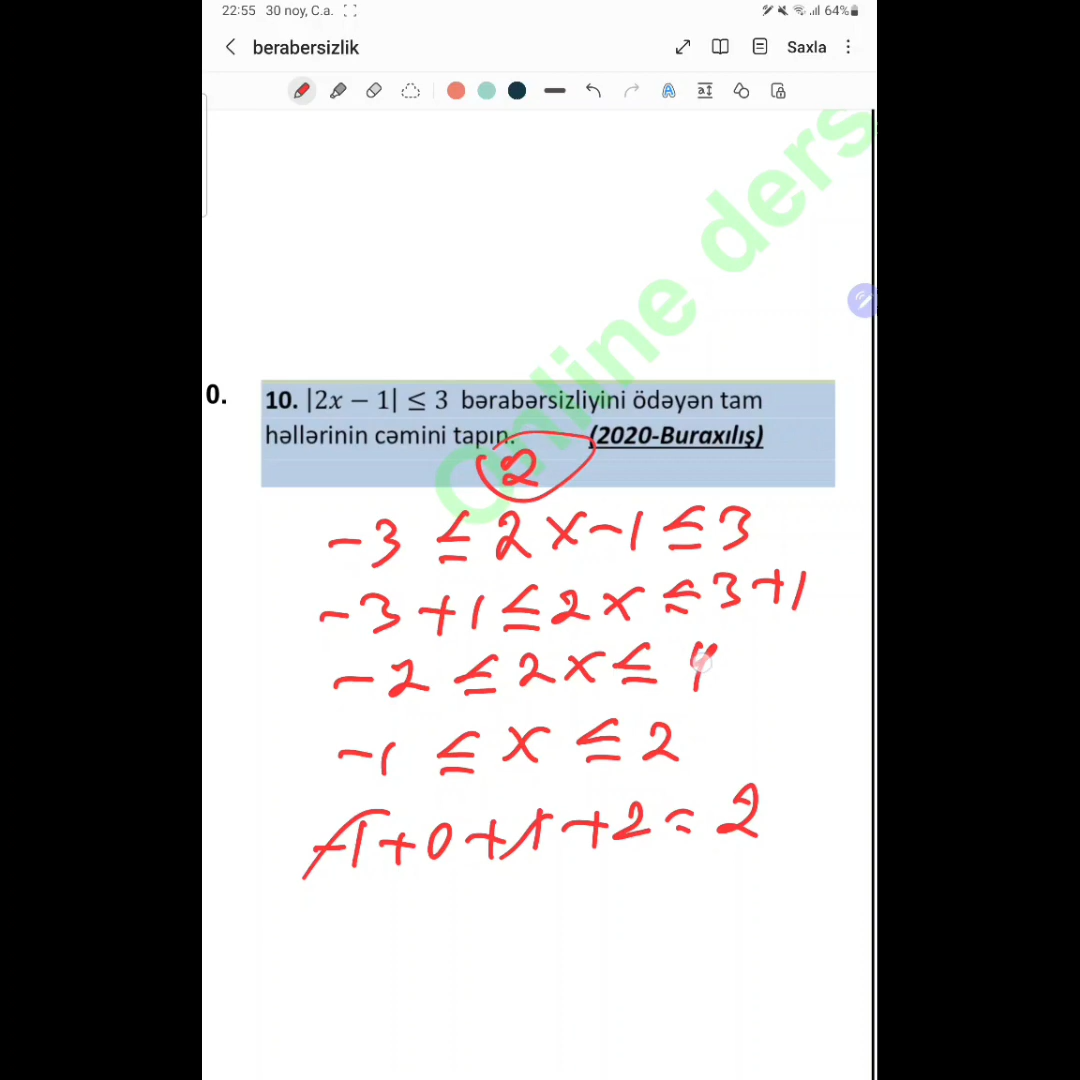 22:55 30 noy, C.a. 64%
berabersizlik Saxla
Online ders
0.
10. |2x − 1| ≤ 3 bərabərsizliyini ödəyən tam
həllərinin cəmini tapın. (2020-Buraxılış)
2
-3 ≤ 2x-1 ≤ 3
-3+1 ≤ 2x ≤ 3+1
-2 ≤ 2x ≤ 4
-1 ≤ x ≤ 2
-1+0+1+2=2